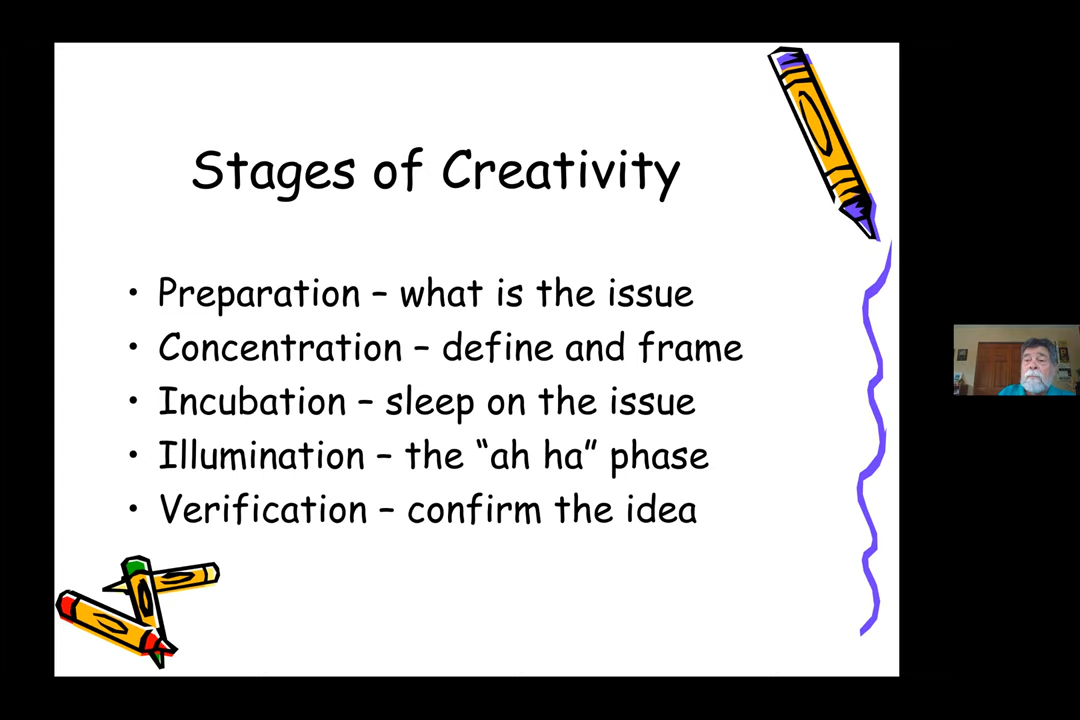 Stages of Creativity
• Preparation – what is the issue
• Concentration – define and frame
• Incubation – sleep on the issue
• Illumination – the “ah ha” phase
• Verification – confirm the idea